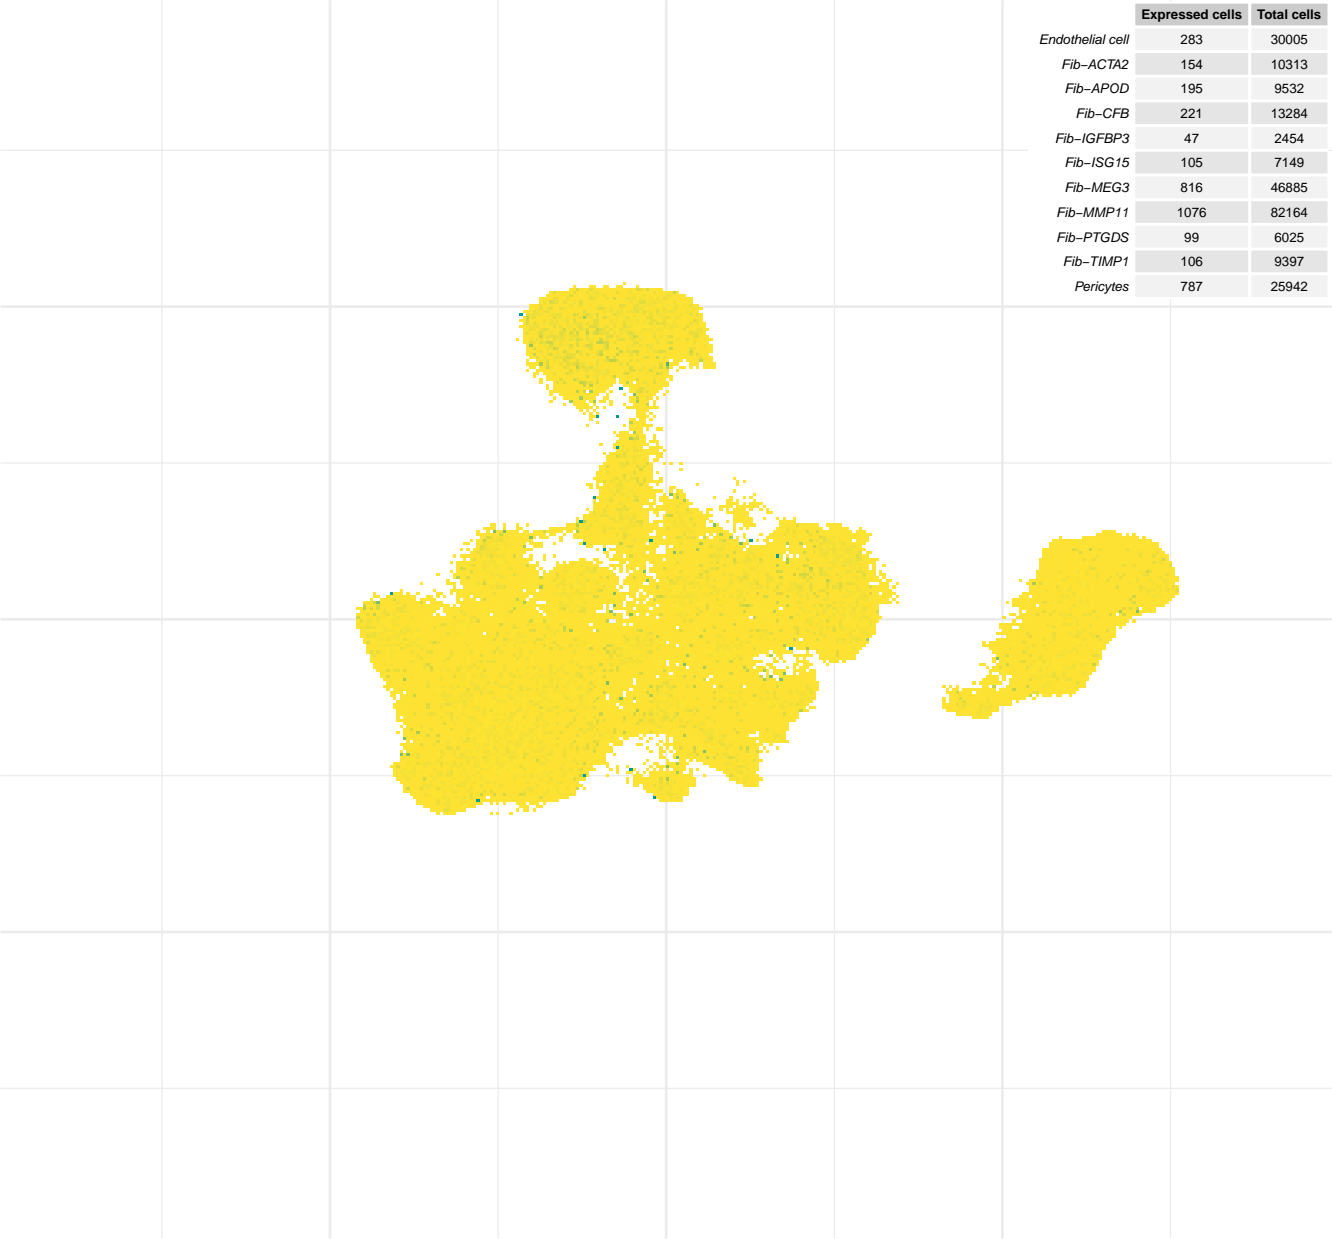 Expressed cells Total cells
Endothelial cell 283 30005
Fib−ACTA2 154 10313
Fib−APOD 195 9532
Fib−CFB 221 13284
Fib−IGFBP3 47 2454
Fib−ISG15 105 7149
Fib−MEG3 816 46885
Fib−MMP11 1076 82164
Fib−PTGDS 99 6025
Fib−TIMP1 106 9397
Pericytes 787 25942